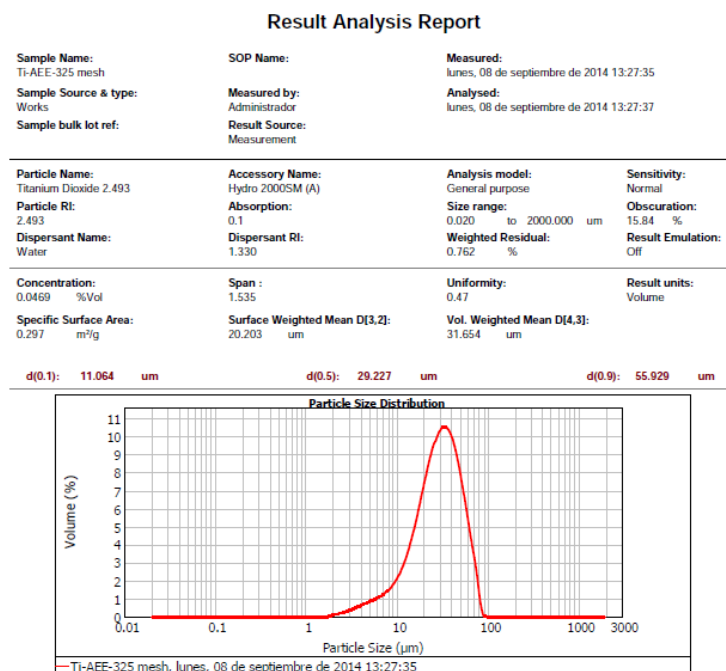 Result Analysis Report
Sample Name: SOP Name: Measured:
Ti-AEE-325 mesh lunes, 08 de septiembre de 2014 13:27:35
Sample Source & type: Measured by: Analysed:
Works Administrador lunes, 08 de septiembre de 2014 13:27:37
Sample bulk lot ref: Result Source:
Measurement
Particle Name: Accessory Name: Analysis model: Sensitivity:
Titanium Dioxide 2.493 Hydro 2000SM (A) General purpose Normal
Particle RI: Absorption: Size range: Obscuration:
2.493 0.1 0.020 to 2000.000 um 15.84 %
Dispersant Name: Dispersant RI: Weighted Residual: Result Emulation:
Water 1.330 0.762 % Off
Concentration: Span : Uniformity: Result units:
0.0469 %Vol 1.535 0.47 Volume
Specific Surface Area: Surface Weighted Mean D[3,2]: Vol. Weighted Mean D[4,3]:
0.297 m²/g 20.203 um 31.654 um
d(0.1): 11.064 um d(0.5): 29.227 um d(0.9): 55.929 um
Particle Size Distribution
11
10
9
8
7
6
5
4
3
2
1
0
Volume (%)
0.01 0.1 1 10 100 1000 3000
Particle Size (µm)
Ti-AEE-325 mesh, lunes, 08 de septiembre de 2014 13:27:35